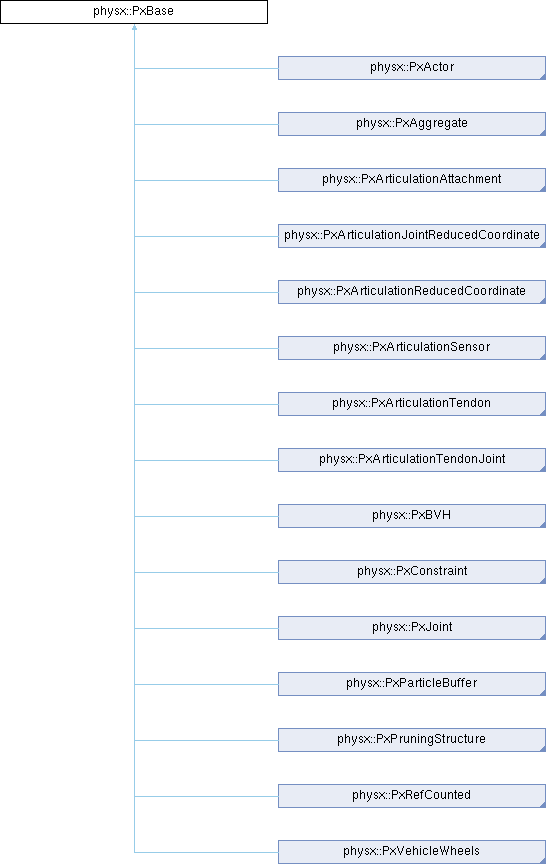 physx::PxBase
physx::PxActor
physx::PxAggregate
physx::PxArticulationAttachment
physx::PxArticulationJointReducedCoordinate
physx::PxArticulationReducedCoordinate
physx::PxArticulationSensor
physx::PxArticulationTendon
physx::PxArticulationTendonJoint
physx::PxBVH
physx::PxConstraint
physx::PxJoint
physx::PxParticleBuffer
physx::PxPruningStructure
physx::PxRefCounted
physx::PxVehicleWheels